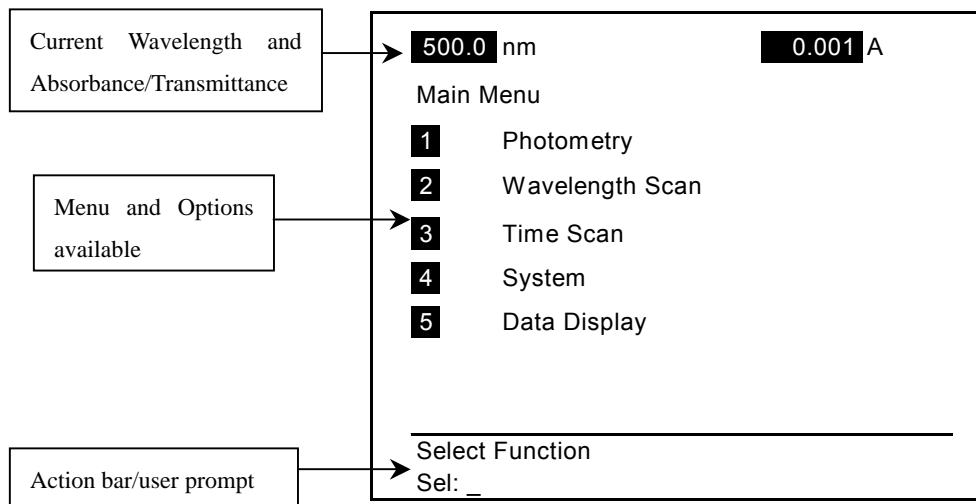 Current Wavelength and
Absorbance/Transmittance
500.0 nm 0.001 A
Main Menu
1 Photometry
2 Wavelength Scan
Menu and Options
available
3 Time Scan
4 System
5 Data Display
Action bar/user prompt
Select Function
Sel: _